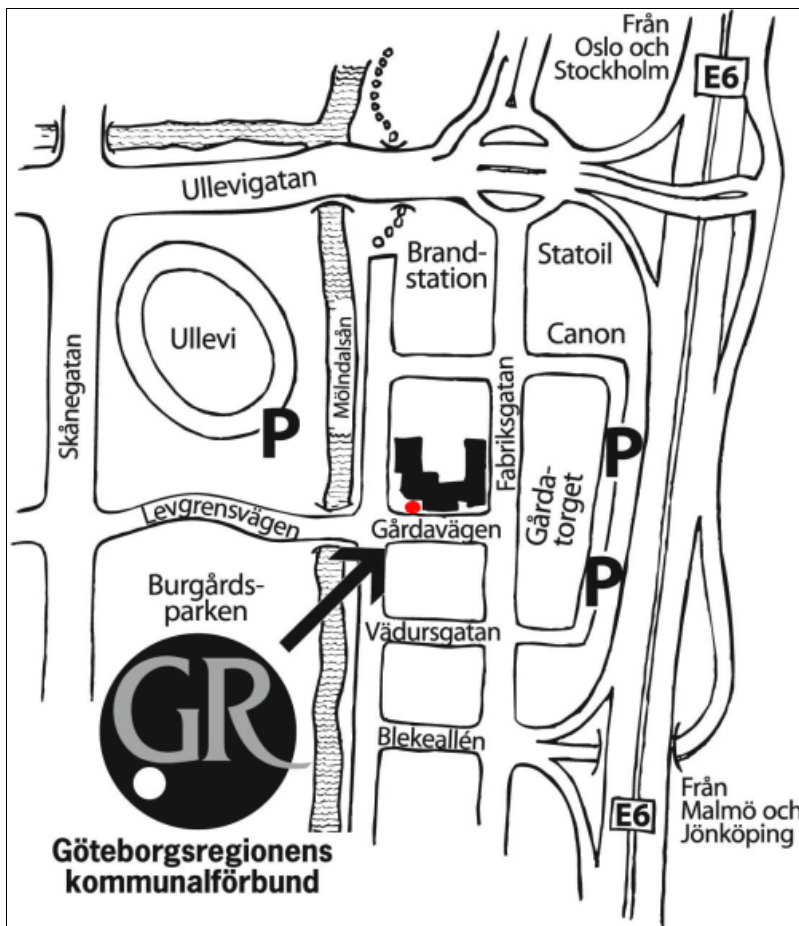 Från
Oslo och
Stockholm
E6
Ullevigatan
Brand-
station
Statoil
Ullevi
Mölndalsån
Canon
Skånegatan
P
Fabriksgatan
P
Gårda-
torget
Levgrensvägen
Gårdavägen
P
Burgårds-
parken
Vädursgatan
GR
Blekeallén
Från
Malmö och
Jönköping
E6
Göteborgsregionens
kommunalförbund